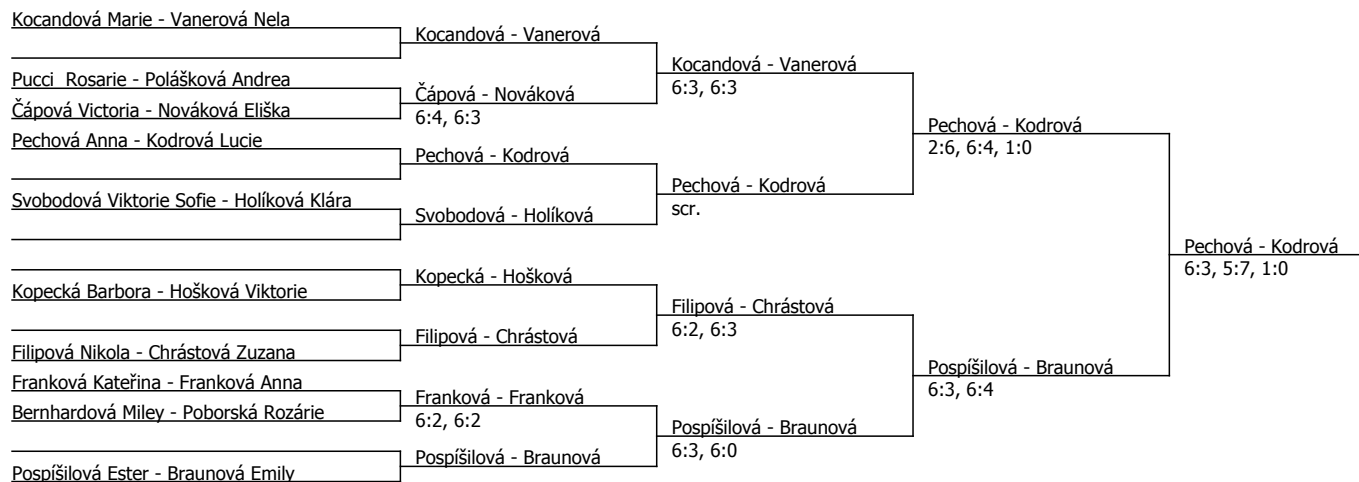 Kocandová Marie - Vanerová Nela
Pucci  Rosarie - Polášková Andrea
Čápová Victoria - Nováková Eliška
Pechová Anna - Kodrová Lucie
Svobodová Viktorie Sofie - Holíková Klára
Kopecká Barbora - Hošková Viktorie
Filipová Nikola - Chrástová Zuzana
Franková Kateřina - Franková Anna
Bernhardová Miley - Poborská Rozárie
Pospíšilová Ester - Braunová Emily
Kocandová - Vanerová
Čápová - Nováková
6:4, 6:3
Pechová - Kodrová
Svobodová - Holíková
Kopecká - Hošková
Filipová - Chrástová
Franková - Franková
6:2, 6:2
Pospíšilová - Braunová
Kocandová - Vanerová
6:3, 6:3
Pechová - Kodrová
scr.
Filipová - Chrástová
6:2, 6:3
Pospíšilová - Braunová
6:3, 6:0
Pechová - Kodrová
2:6, 6:4, 1:0
Pospíšilová - Braunová
6:3, 6:4
Pechová - Kodrová
6:3, 5:7, 1:0